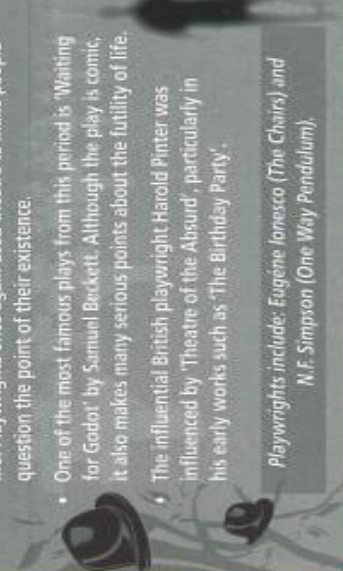 question the point of their existence.
• One of the most famous plays from this period is 'Waiting
for Godot' by Samuel Beckett. Although the play is comic,
it also makes many serious points about the futility of life.
• The influential British playwright Harold Pinter was
influenced by 'Theatre of the Absurd', particularly in
his early works such as 'The Birthday Party'.
Playwrights include: Eugène Ionesco (The Chairs) and
N.F. Simpson (One Way Pendulum).